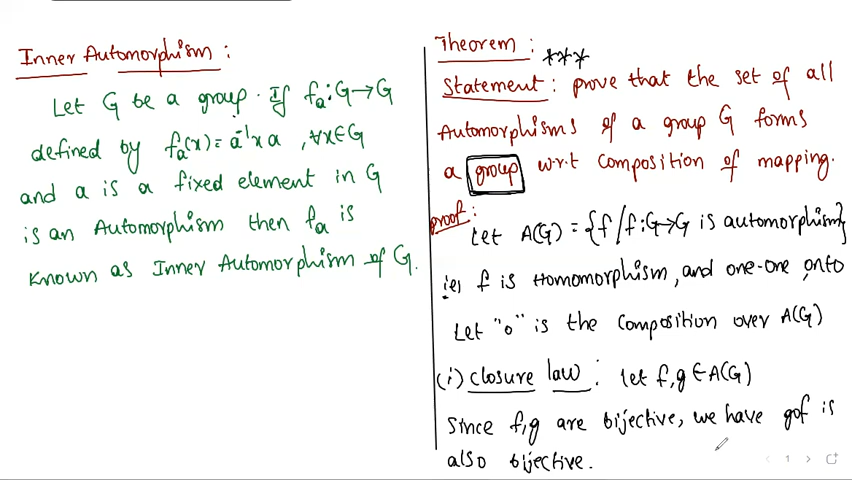 Inner Automorphism :
Let G be a group. If fₐ : G→G
defined by fₐ(x) = a⁻¹x a , ∀x∈G
and a is a fixed element in G
is an Automorphism then fₐ is
known as Inner Automorphism of G.
Theorem : ***
Statement : prove that the set of all
Automorphisms of a group G forms
a group w.r.t composition of mapping.
proof :
Let A(G) = {f / f : G→G is automorphism}
ie, f is Homomorphism, and one-one, onto
Let "o" is the composition over A(G)
(i) closure law : let f,g ∈ A(G)
Since f,g are bijective, we have gof is
also bijective.
1